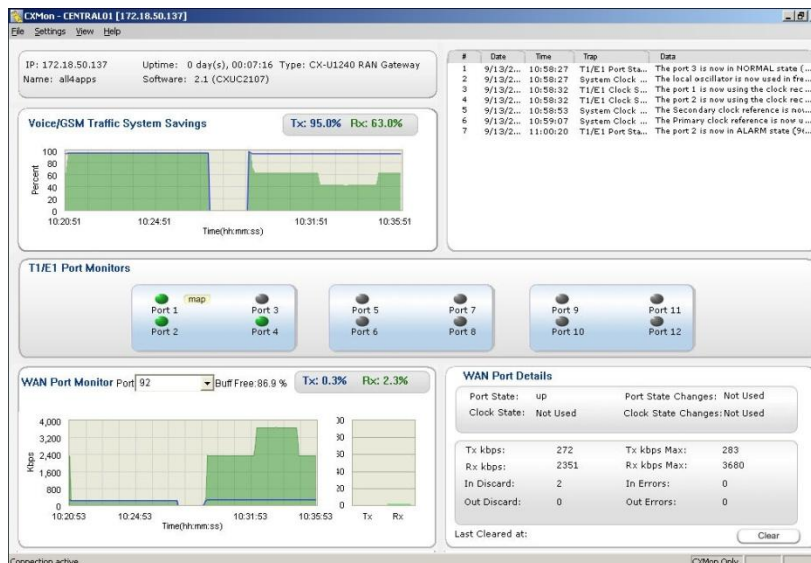 CXMon - CENTRAL01 [172.18.50.137]
File Settings View Help
IP: 172.18.50.137 Uptime: 0 day(s), 00:07:16 Type: CX-U1240 RAN Gateway
Name: all4apps Software: 2.1 (CXUC2107)
Voice/GSM Traffic System Savings Tx: 95.0% Rx: 63.0%
100
80
60
40
20
0
Percent
10:20:51 10:24:51 10:31:51 10:35:51
Time(hh:mm:ss)
# Date Time Trap Data
1 9/13/2... 10:58:27 T1/E1 Port Sta... The port 3 is now in NORMAL state (...
2 9/13/2... 10:58:27 System Clock ... The local oscillator is now used in fre...
3 9/13/2... 10:58:32 T1/E1 Clock S... The port 1 is now using the clock rec...
4 9/13/2... 10:58:32 T1/E1 Clock S... The port 2 is now using the clock rec...
5 9/13/2... 10:58:53 System Clock ... The Secondary clock reference is now...
6 9/13/2... 10:59:07 System Clock ... The Primary clock reference is now u...
7 9/13/2... 11:00:20 T1/E1 Port Sta... The port 2 is now in ALARM state (96...
T1/E1 Port Monitors
Port 1 map Port 3
Port 2 Port 4
Port 5 Port 7
Port 6 Port 8
Port 9 Port 11
Port 10 Port 12
WAN Port Monitor Port 92 Buff Free:86.9 % Tx: 0.3% Rx: 2.3%
4,000
3,200
2,400
1,600
800
0
Kbps
10:20:53 10:24:53 10:31:53 10:35:53
Time(hh:mm:ss)
00
80
60
40
20
0
Tx Rx
WAN Port Details
Port State: up Port State Changes: Not Used
Clock State: Not Used Clock State Changes: Not Used
Tx kbps: 272 Tx kbps Max: 283
Rx kbps: 2351 Rx kbps Max: 3680
In Discard: 2 In Errors: 0
Out Discard: 0 Out Errors: 0
Last Cleared at: Clear
Connection active CXMon Only